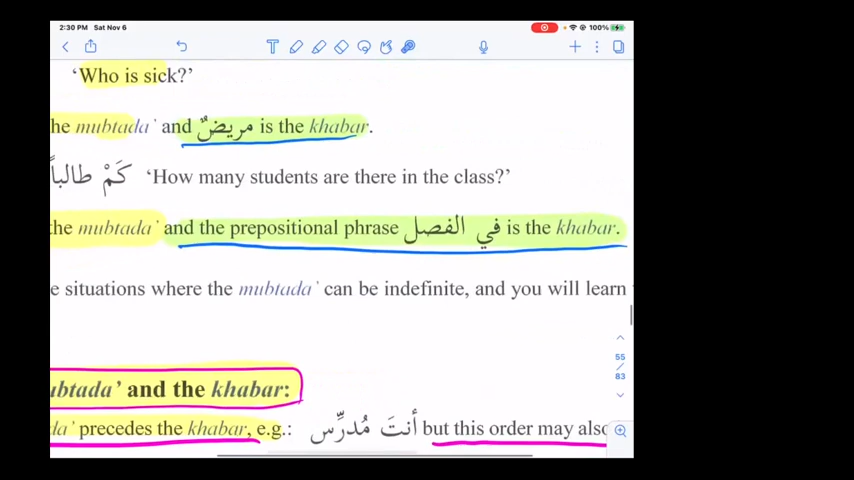 2:30 PM Sat Nov 6 100%
‘Who is sick?’
he mubtada’ and مريضٌ is the khabar.
كَمْ طالباً ‘How many students are there in the class?’
the mubtada’ and the prepositional phrase في الفصل is the khabar.
e situations where the mubtada’ can be indefinite, and you will learn
ubtada’ and the khabar:
da’ precedes the khabar, e.g.: أنتَ مُدرِّس but this order may also
55
/
83